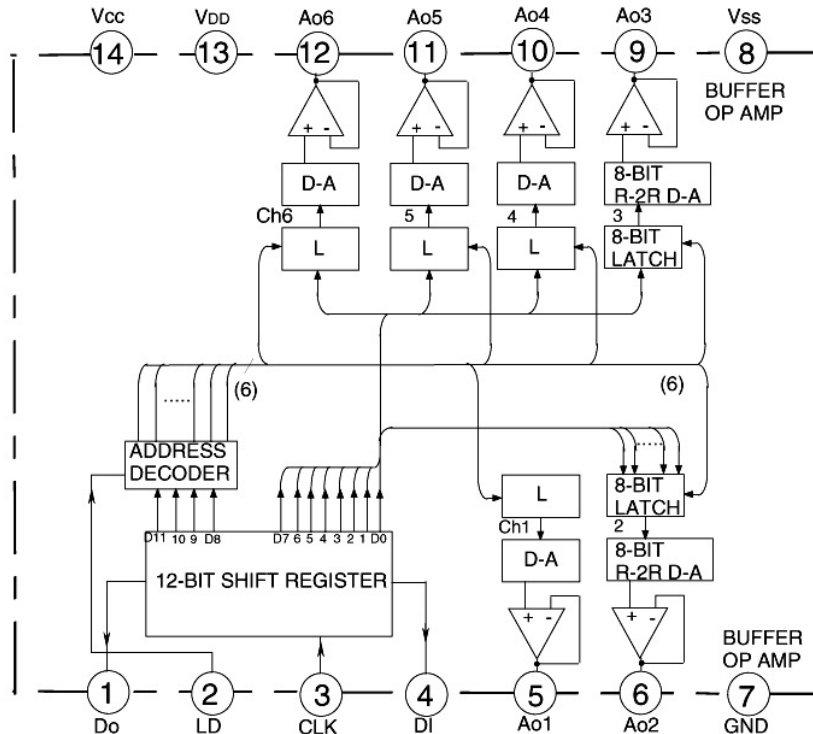 Vcc VDD Ao6 Ao5 Ao4 Ao3 Vss
14 13 12 11 10 9 8
BUFFER
OP AMP
+ - + - + - + -
D-A D-A D-A 8-BIT
R-2R D-A
Ch6 5 4 3
L L L 8-BIT
LATCH
(6) (6)
.....
ADDRESS
DECODER
......
L 8-BIT
LATCH
Ch1 2
D11 10 9 D8 D7 6 5 4 3 2 1 D0
D-A 8-BIT
R-2R D-A
12-BIT SHIFT REGISTER
+ - + -
BUFFER
OP AMP
1 2 3 4 5 6 7
Do LD CLK DI Ao1 Ao2 GND